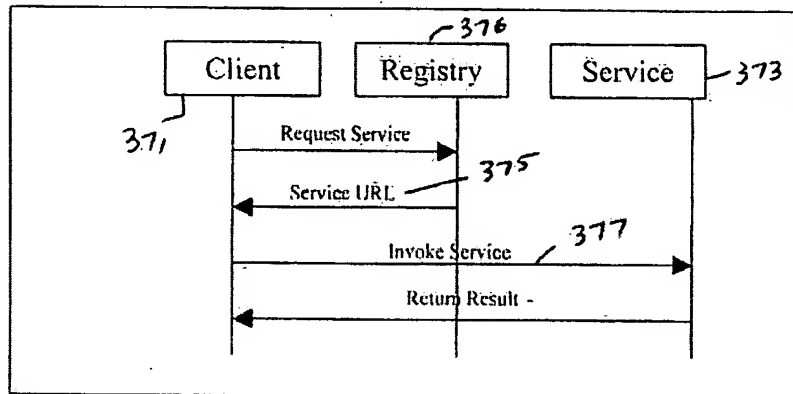 376
Client Registry Service 373
371
Request Service
Service URL 375
Invoke Service 377
Return Result